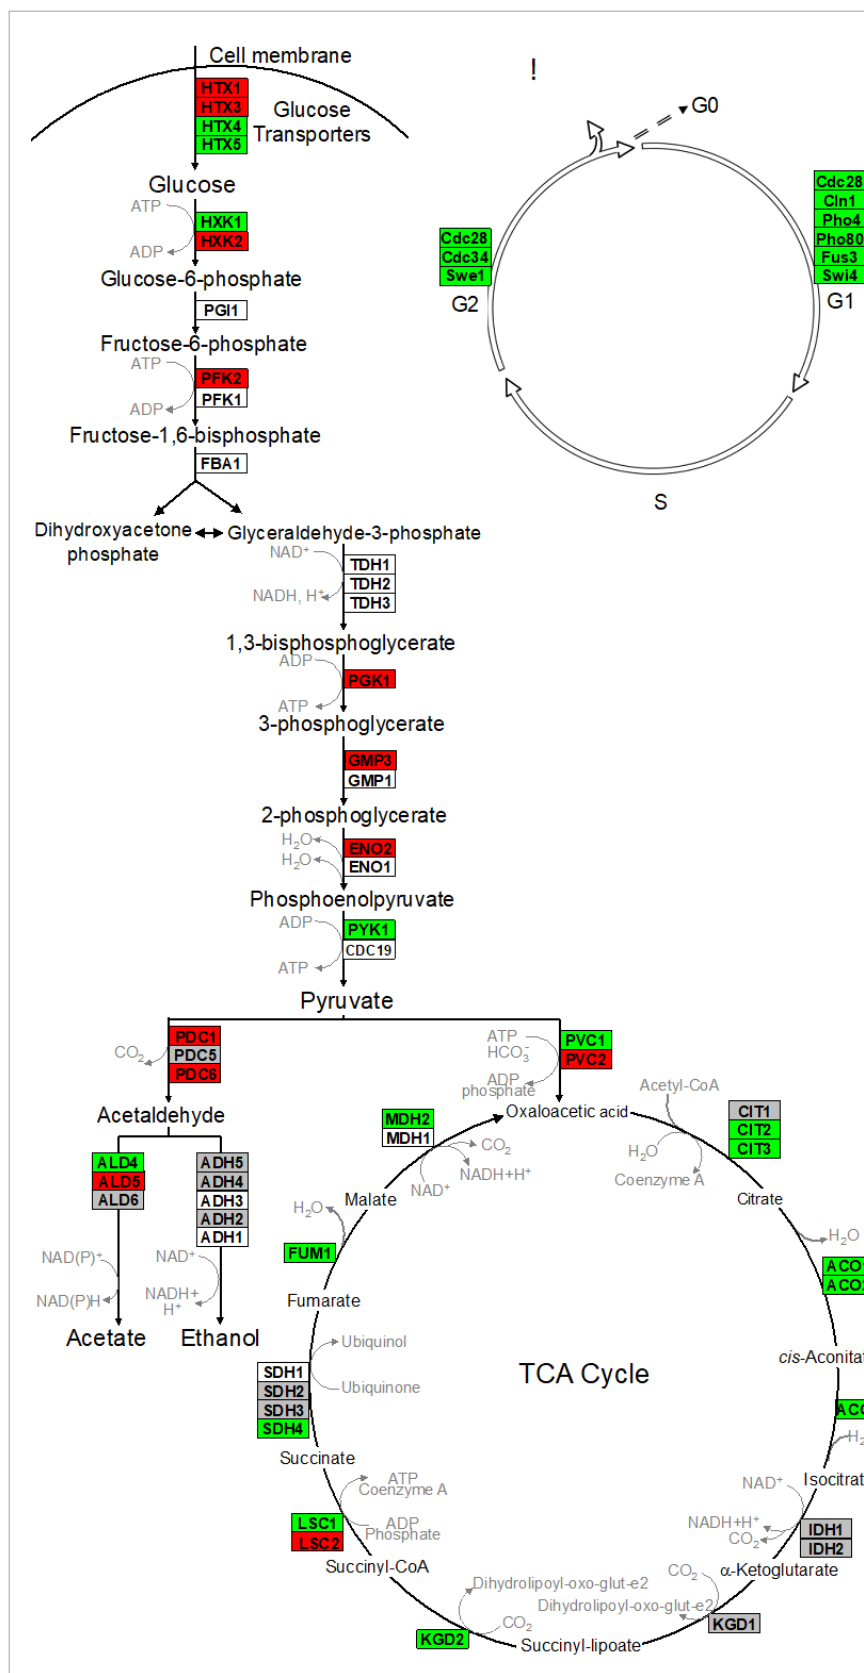 Cell membrane
!
HTX1
HTX3
HTX4
HTX5
Glucose
Transporters
G0
Cdc28
Cln1
Pho4
Pho80
Fus3
Swi4
G1
Cdc28
Cdc34
Swe1
G2
S
Glucose
ATP
HXK1
HXK2
ADP
Glucose-6-phosphate
PGI1
Fructose-6-phosphate
ATP
PFK2
PFK1
ADP
Fructose-1,6-bisphosphate
FBA1
Dihydroxyacetone
phosphate
Glyceraldehyde-3-phosphate
NAD⁺
TDH1
TDH2
TDH3
NADH, H⁺
1,3-bisphosphoglycerate
ADP
PGK1
ATP
3-phosphoglycerate
GMP3
GMP1
2-phosphoglycerate
H₂O
H₂O
ENO2
ENO1
Phosphoenolpyruvate
ADP
PYK1
CDC19
ATP
Pyruvate
PDC1
PDC5
PDC6
CO₂
ATP
HCO₃⁻
PVC1
PVC2
ADP
phosphate
Acetaldehyde
Oxaloacetic acid
Acetyl-CoA
CIT1
CIT2
CIT3
H₂O
Coenzyme A
Citrate
MDH2
MDH1
CO₂
NADH+H⁺
NAD⁺
Malate
ALD4
ALD5
ALD6
ADH5
ADH4
ADH3
ADH2
ADH1
H₂O
FUM1
Fumarate
NAD(P)⁺
NAD(P)H
NAD⁺
NADH+
H⁺
Acetate
Ethanol
H₂O
ACO1
ACO2
cis-Aconitat
ACO
H₂
Isocitrat
TCA Cycle
Ubiquinol
Ubiquinone
SDH1
SDH2
SDH3
SDH4
Succinate
ATP
Coenzyme A
ADP
Phosphate
LSC1
LSC2
Succinyl-CoA
NAD⁺
NADH+H⁺
CO₂
IDH1
IDH2
α-Ketoglutarate
CO₂
Dihydrolipoyl-oxo-glut-e2
Dihydrolipoyl-oxo-glut-e2
CO₂
KGD1
KGD2
Succinyl-lipoate